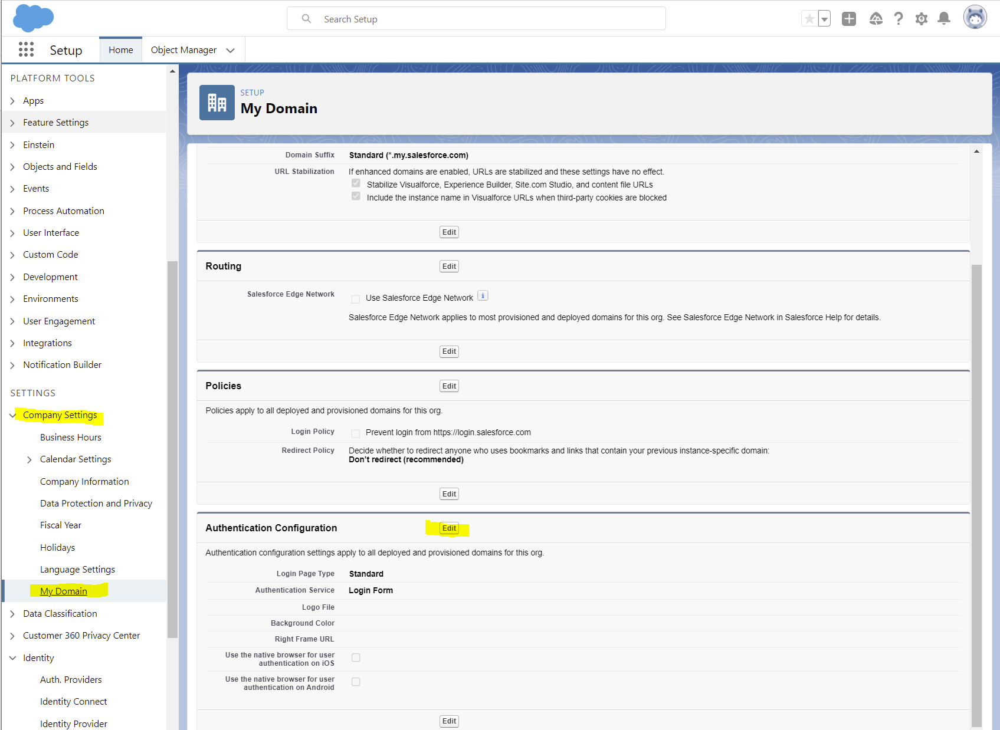 Search Setup
Setup
Home
Object Manager
PLATFORM TOOLS
Apps
Feature Settings
Einstein
Objects and Fields
Events
Process Automation
User Interface
Custom Code
Development
Environments
User Engagement
Integrations
Notification Builder
SETTINGS
Company Settings
Business Hours
Calendar Settings
Company Information
Data Protection and Privacy
Fiscal Year
Holidays
Language Settings
My Domain
Data Classification
Customer 360 Privacy Center
Identity
Auth. Providers
Identity Connect
Identity Provider
SETUP
My Domain
Domain Suffix Standard (*.my.salesforce.com)
URL Stabilization If enhanced domains are enabled, URLs are stabilized and these settings have no effect.
Stabilize Visualforce, Experience Builder, Site.com Studio, and content file URLs
Include the instance name in Visualforce URLs when third-party cookies are blocked
Edit
Routing Edit
Salesforce Edge Network Use Salesforce Edge Network i
Salesforce Edge Network applies to most provisioned and deployed domains for this org. See Salesforce Edge Network in Salesforce Help for details.
Edit
Policies Edit
Policies apply to all deployed and provisioned domains for this org.
Login Policy Prevent login from https://login.salesforce.com
Redirect Policy Decide whether to redirect anyone who uses bookmarks and links that contain your previous instance-specific domain:
Don't redirect (recommended)
Edit
Authentication Configuration Edit
Authentication configuration settings apply to all deployed and provisioned domains for this org.
Login Page Type Standard
Authentication Service Login Form
Logo File
Background Color
Right Frame URL
Use the native browser for user
authentication on iOS
Use the native browser for user
authentication on Android
Edit